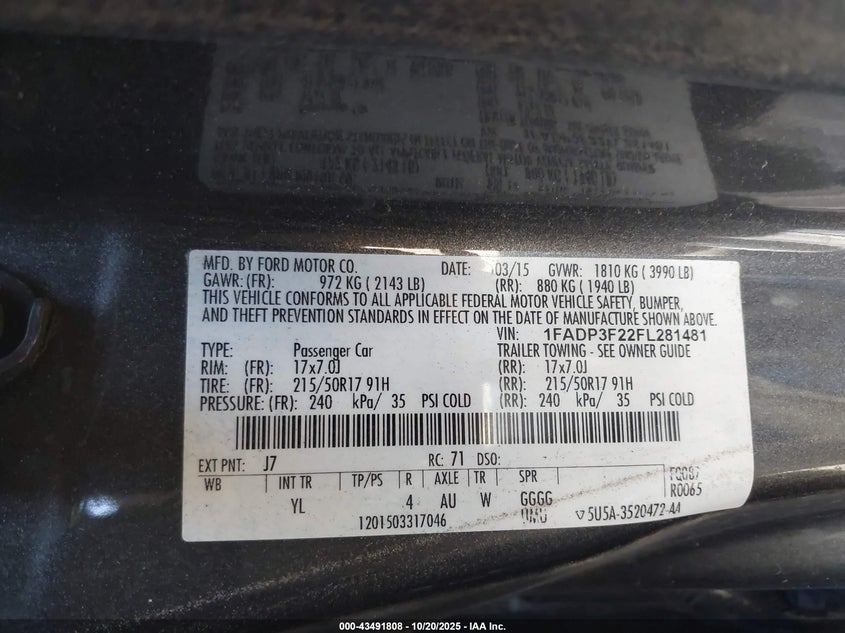 MFD. BY FORD MOTOR CO. DATE: 03/15 GVWR: 1810 KG ( 3990 LB)
GAWR: (FR): 972 KG ( 2143 LB) (RR): 880 KG ( 1940 LB)
THIS VEHICLE CONFORMS TO ALL APPLICABLE FEDERAL MOTOR VEHICLE SAFETY, BUMPER,
AND THEFT PREVENTION STANDARDS IN EFFECT ON THE DATE OF MANUFACTURE SHOWN ABOVE.
VIN: 1FADP3F22FL281481
TYPE: Passenger Car TRAILER TOWING - SEE OWNER GUIDE
RIM: (FR): 17x7.0J (RR): 17x7.0J
TIRE: (FR): 215/50R17 91H (RR): 215/50R17 91H
PRESSURE: (FR): 240 kPa/ 35 PSI COLD (RR): 240 kPa/ 35 PSI COLD
EXT PNT: J7 RC: 71 DSO:
WB INT TR TP/PS R AXLE TR SPR
YL 4 AU W GGGG
R0065
1201503317046 5U5A-3520472-AA
000-43491808 | 10/20/2025 | IAA Inc.